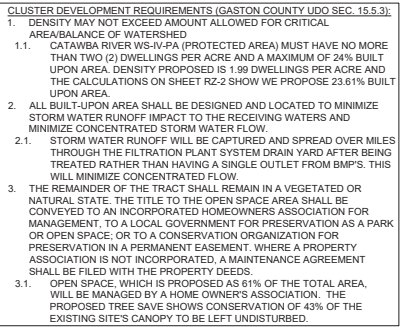 CLUSTER DEVELOPMENT REQUIREMENTS (GASTON COUNTY UDO SEC. 15.5.3):
1. DENSITY MAY NOT EXCEED AMOUNT ALLOWED FOR CRITICAL
AREA/BALANCE OF WATERSHED
1.1. CATAWBA RIVER WS-IV-PA (PROTECTED AREA) MUST HAVE NO MORE
THAN TWO (2) DWELLINGS PER ACRE AND A MAXIMUM OF 24% BUILT
UPON AREA. DENSITY PROPOSED IS 1.99 DWELLINGS PER ACRE AND
THE CALCULATIONS ON SHEET RZ-2 SHOW WE PROPOSE 23.61% BUILT
UPON AREA.
2. ALL BUILT-UPON AREA SHALL BE DESIGNED AND LOCATED TO MINIMIZE
STORM WATER RUNOFF IMPACT TO THE RECEIVING WATERS AND
MINIMIZE CONCENTRATED STORM WATER FLOW.
2.1. STORM WATER RUNOFF WILL BE CAPTURED AND SPREAD OVER MILES
THROUGH THE FILTRATION PLANT SYSTEM DRAIN YARD AFTER BEING
TREATED RATHER THAN HAVING A SINGLE OUTLET FROM BMP'S. THIS
WILL MINIMIZE CONCENTRATED FLOW.
3. THE REMAINDER OF THE TRACT SHALL REMAIN IN A VEGETATED OR
NATURAL STATE. THE TITLE TO THE OPEN SPACE AREA SHALL BE
CONVEYED TO AN INCORPORATED HOMEOWNERS ASSOCIATION FOR
MANAGEMENT, TO A LOCAL GOVERNMENT FOR PRESERVATION AS A PARK
OR OPEN SPACE; OR TO A CONSERVATION ORGANIZATION FOR
PRESERVATION IN A PERMANENT EASEMENT. WHERE A PROPERTY
ASSOCIATION IS NOT INCORPORATED, A MAINTENANCE AGREEMENT
SHALL BE FILED WITH THE PROPERTY DEEDS.
3.1. OPEN SPACE, WHICH IS PROPOSED AS 61% OF THE TOTAL AREA,
WILL BE MANAGED BY A HOME OWNER'S ASSOCIATION. THE
PROPOSED TREE SAVE SHOWS CONSERVATION OF 43% OF THE
EXISTING SITE'S CANOPY TO BE LEFT UNDISTURBED.